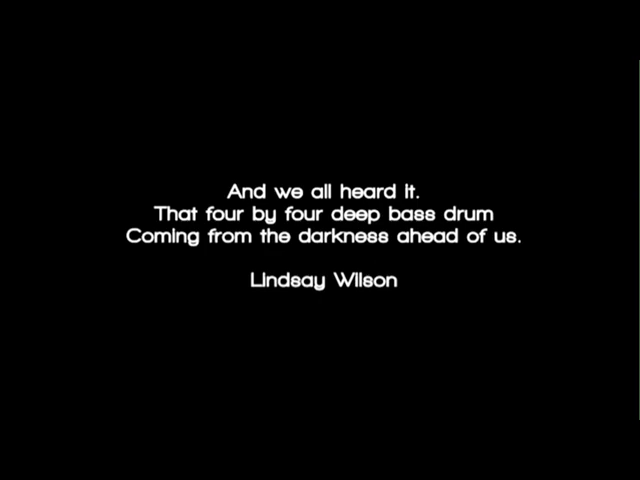 And we all heard it.
That four by four deep bass drum
Coming from the darkness ahead of us.
Lindsay Wilson